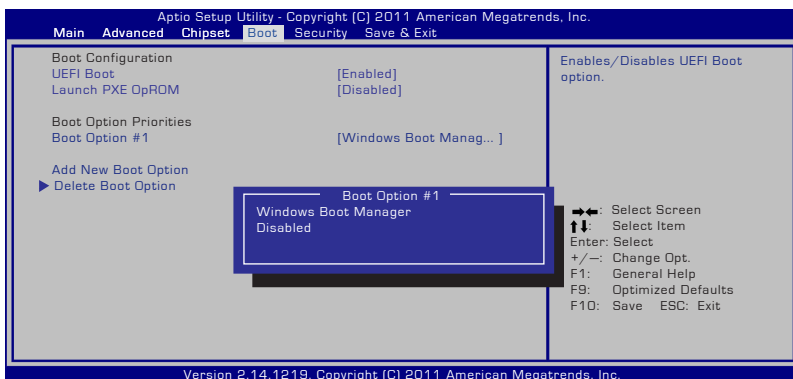 Aptio Setup Utility - Copyright (C) 2011 American Megatrends, Inc.
Main Advanced Chipset Boot Security Save & Exit
Boot Configuration
UEFI Boot [Enabled]
Launch PXE OpROM [Disabled]
Boot Option Priorities
Boot Option #1 [Windows Boot Manag... ]
Add New Boot Option
Delete Boot Option
Boot Option #1
Windows Boot Manager
Disabled
Enables/Disables UEFI Boot
option.
→←: Select Screen
↑↓: Select Item
Enter: Select
+/—: Change Opt.
F1: General Help
F9: Optimized Defaults
F10: Save ESC: Exit
Version 2.14.1219. Copyright (C) 2011 American Megatrends, Inc.